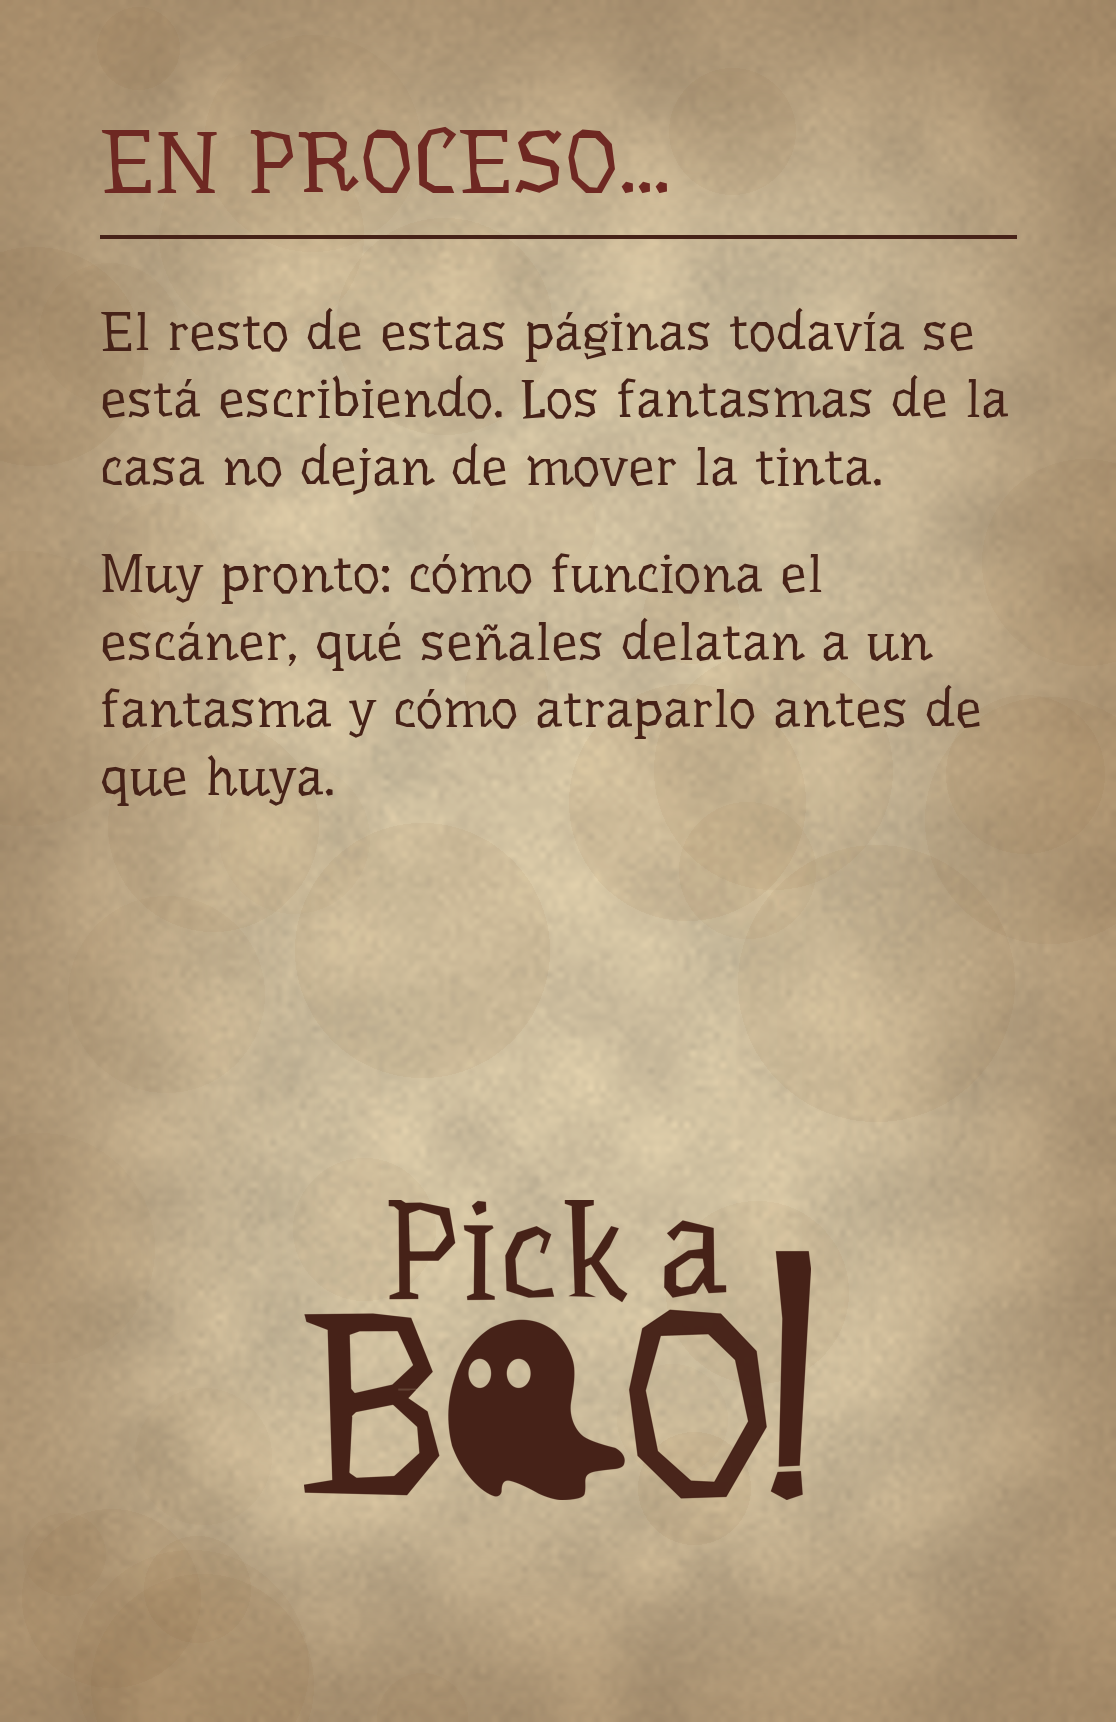 EN PROCESO...
El resto de estas páginas todavía se
está escribiendo. Los fantasmas de la
casa no dejan de mover la tinta.
Muy pronto: cómo funciona el
escáner, qué señales delatan a un
fantasma y cómo atraparlo antes de
que huya.
Pick a
BOO!